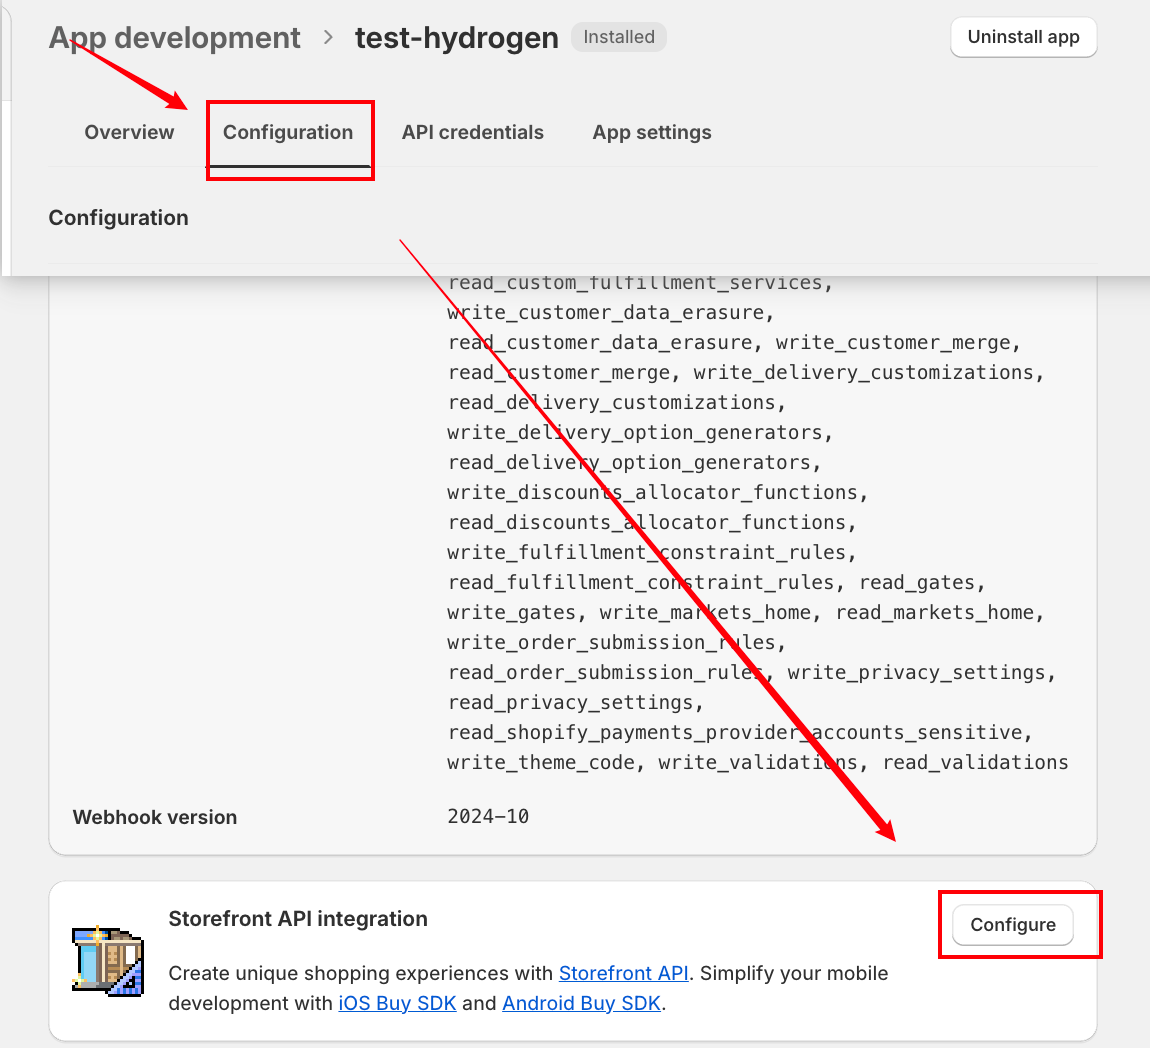 App development > test-hydrogen Installed Uninstall app
Overview Configuration API credentials App settings
Configuration
read_custom_fulfillment_services,
write_customer_data_erasure,
read_customer_data_erasure, write_customer_merge,
read_customer_merge, write_delivery_customizations,
read_delivery_customizations,
write_delivery_option_generators,
read_delivery_option_generators,
write_discounts_allocator_functions,
read_discounts_allocator_functions,
write_fulfillment_constraint_rules,
read_fulfillment_constraint_rules, read_gates,
write_gates, write_markets_home, read_markets_home,
write_order_submission_rules,
read_order_submission_rules, write_privacy_settings,
read_privacy_settings,
read_shopify_payments_provider_accounts_sensitive,
write_theme_code, write_validations, read_validations
Webhook version 2024-10
Storefront API integration Configure
Create unique shopping experiences with Storefront API. Simplify your mobile
development with iOS Buy SDK and Android Buy SDK.